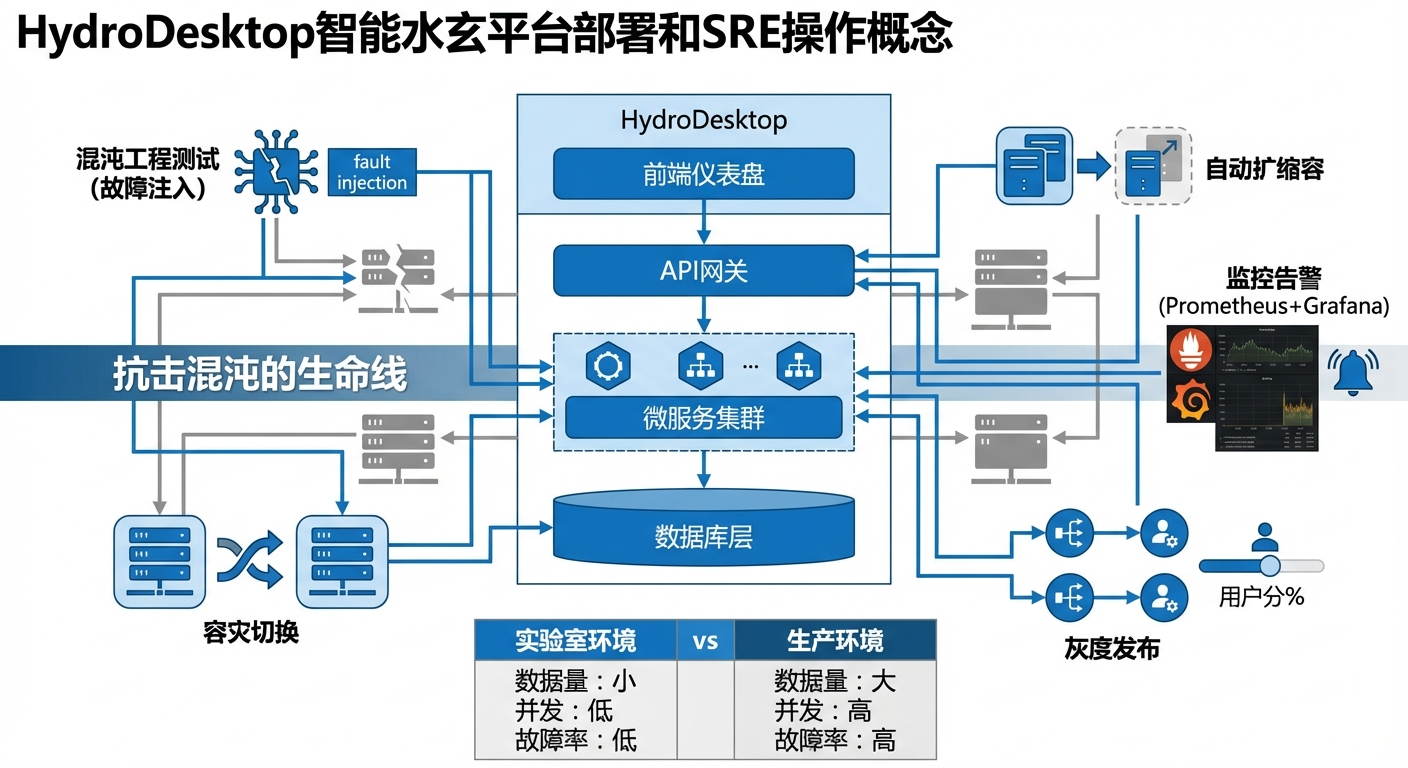 HydroDesktop智能水玄平台部署和SRE操作概念
混沌工程测试
（故障注入）
fault
injection
HydroDesktop
前端仪表盘
API网关
...
微服务集群
数据库层
自动扩缩容
监控告警
(Prometheus+Grafana)
抗击混沌的生命线
容灾切换
用户分%
灰度发布
实验室环境 vs 生产环境
数据量：小 数据量：大
并发：低 并发：高
故障率：低 故障率：高